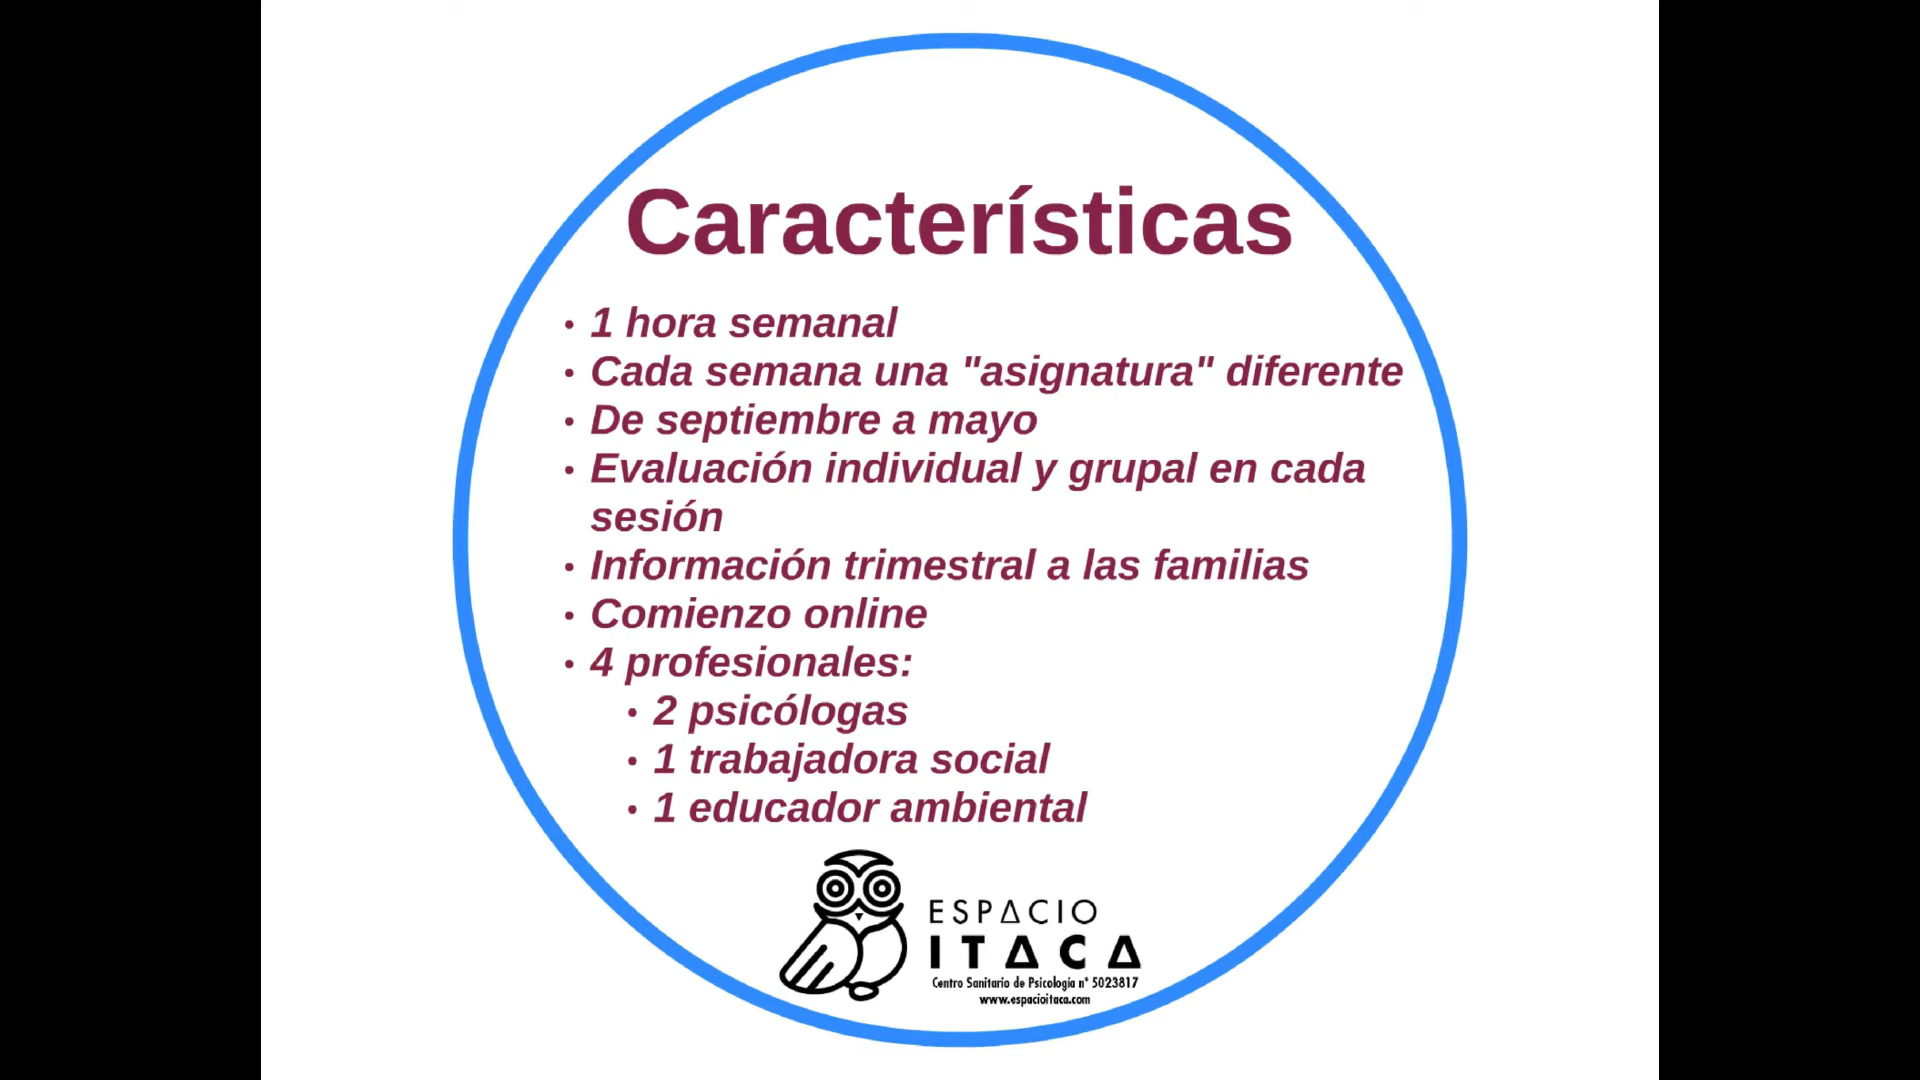 Características
• 1 hora semanal
• Cada semana una "asignatura" diferente
• De septiembre a mayo
• Evaluación individual y grupal en cada
sesión
• Información trimestral a las familias
• Comienzo online
• 4 profesionales:
• 2 psicólogas
• 1 trabajadora social
• 1 educador ambiental
ESPACIO
ITACA
Centro Sanitario de Psicología nº 5023817
www.espacioitaca.com